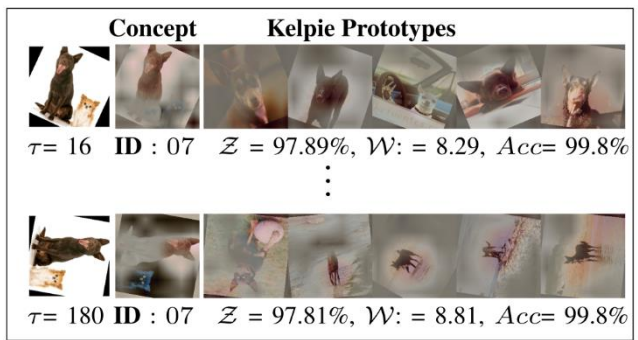 Concept Kelpie Prototypes
τ= 16 ID : 07 𝒵 = 97.89%, 𝒲: = 8.29, Acc= 99.8%
⋮
τ= 180 ID : 07 𝒵 = 97.81%, 𝒲: = 8.81, Acc= 99.8%